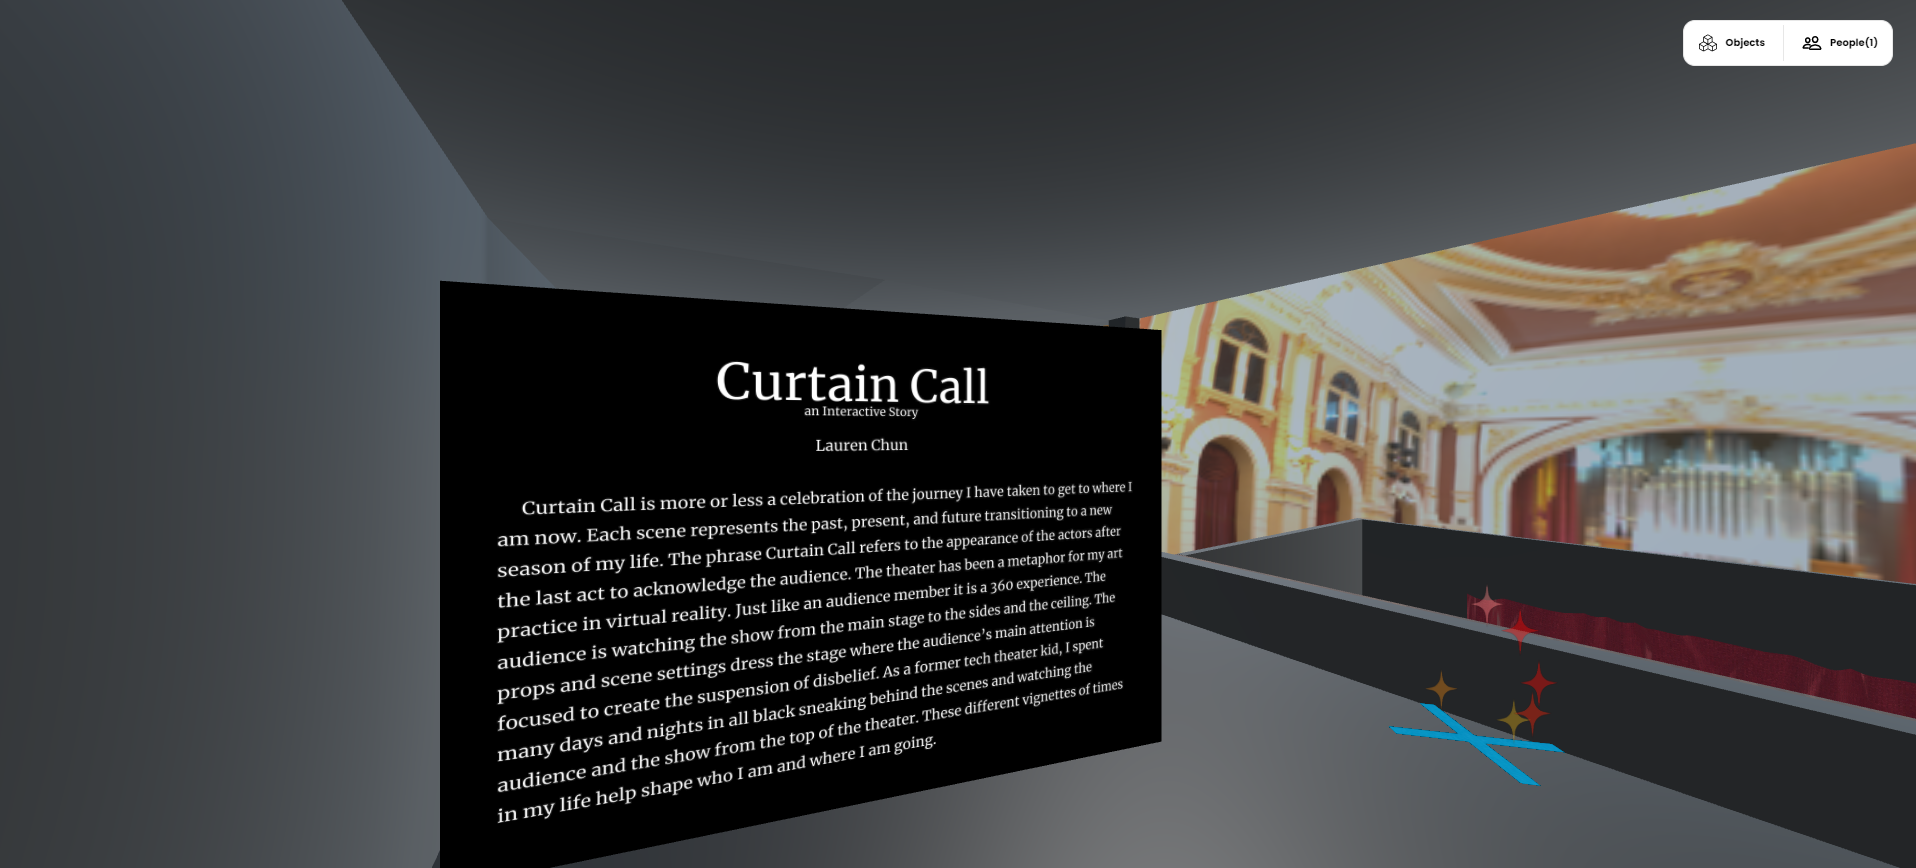 Objects
People(1)
Curtain Call
an Interactive Story
Lauren Chun
Curtain Call is more or less a celebration of the journey I have taken to get to where I
am now. Each scene represents the past, present, and future transitioning to a new
season of my life. The phrase Curtain Call refers to the appearance of the actors after
the last act to acknowledge the audience. The theater has been a metaphor for my art
practice in virtual reality. Just like an audience member it is a 360 experience. The
audience is watching the show from the main stage to the sides and the ceiling. The
props and scene settings dress the stage where the audience's main attention is
focused to create the suspension of disbelief. As a former tech theater kid, I spent
many days and nights in all black sneaking behind the scenes and watching the
audience and the show from the top of the theater. These different vignettes of times
in my life help shape who I am and where I am going.